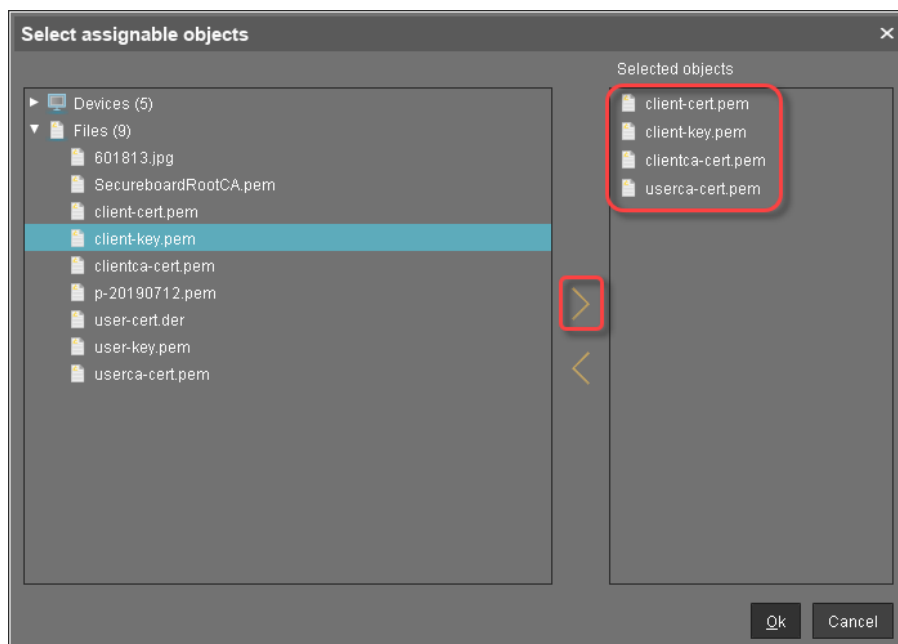 Select assignable objects
Selected objects
Devices (5)
Files (9)
601813.jpg
SecureboardRootCA.pem
client-cert.pem
client-key.pem
clientca-cert.pem
p-20190712.pem
user-cert.der
user-key.pem
userca-cert.pem
client-cert.pem
client-key.pem
clientca-cert.pem
userca-cert.pem
Ok Cancel